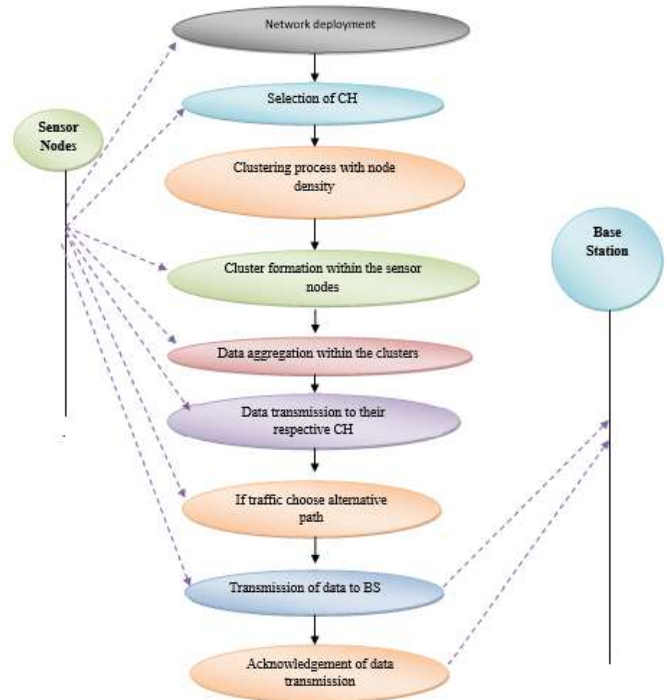 Network deployment
Selection of CH
Sensor
Nodes
Clustering process with node
density
Base
Station
Cluster formation within the sensor
nodes
Data aggregation within the clusters
Data transmission to their
respective CH
If traffic choose alternative
path
Transmission of data to BS
Acknowledgement of data
transmission